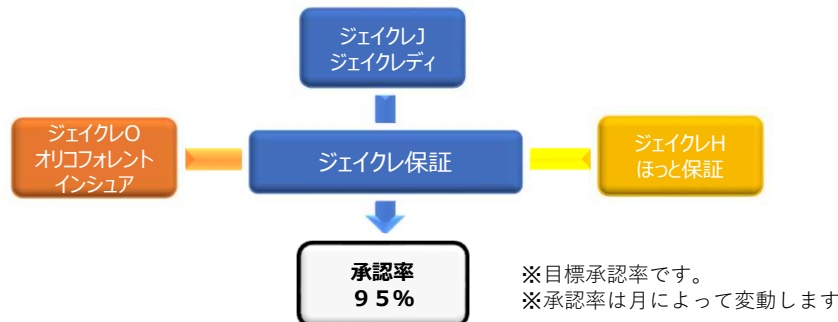 ジェイクレJ
ジェイクレディ
ジェイクレO
オリコフォレント
インシュア
ジェイクレ保証
ジェイクレH
ほっと保証
承認率
９５%
※目標承認率です。
※承認率は月によって変動します